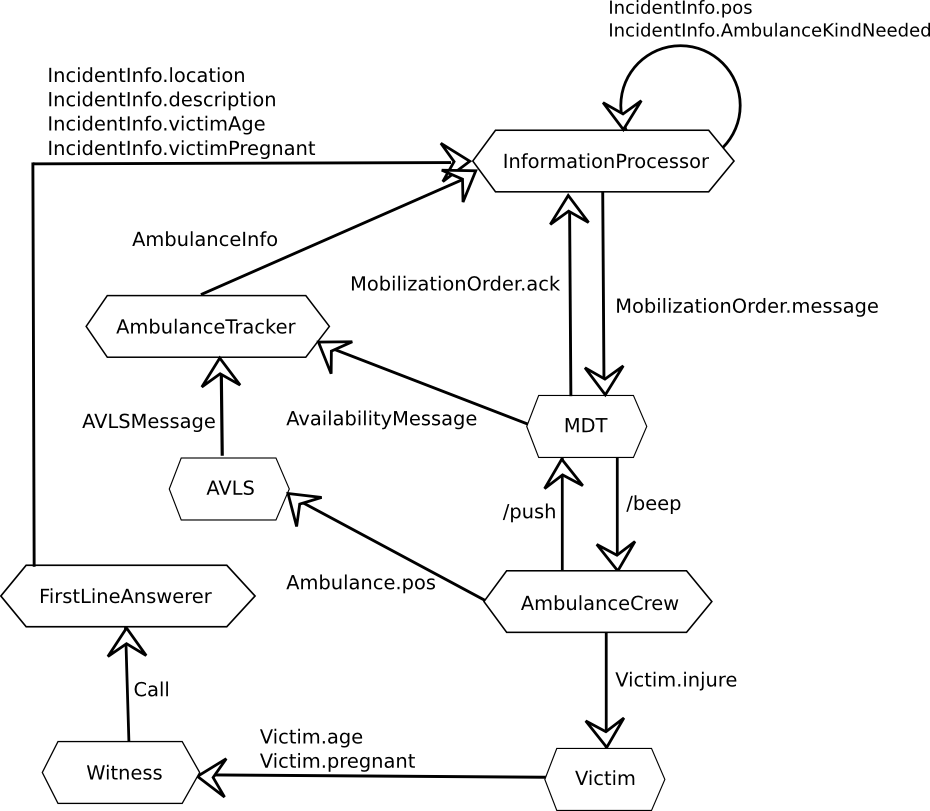 IncidentInfo.pos
IncidentInfo.AmbulanceKindNeeded
IncidentInfo.location
IncidentInfo.description
IncidentInfo.victimAge
IncidentInfo.victimPregnant
InformationProcessor
AmbulanceInfo
MobilizationOrder.ack
MobilizationOrder.message
AmbulanceTracker
AVLSMessage
AvailabilityMessage
MDT
AVLS
/push
/beep
Ambulance.pos
FirstLineAnswerer
AmbulanceCrew
Call
Victim.injure
Victim.age
Victim.pregnant
Witness
Victim